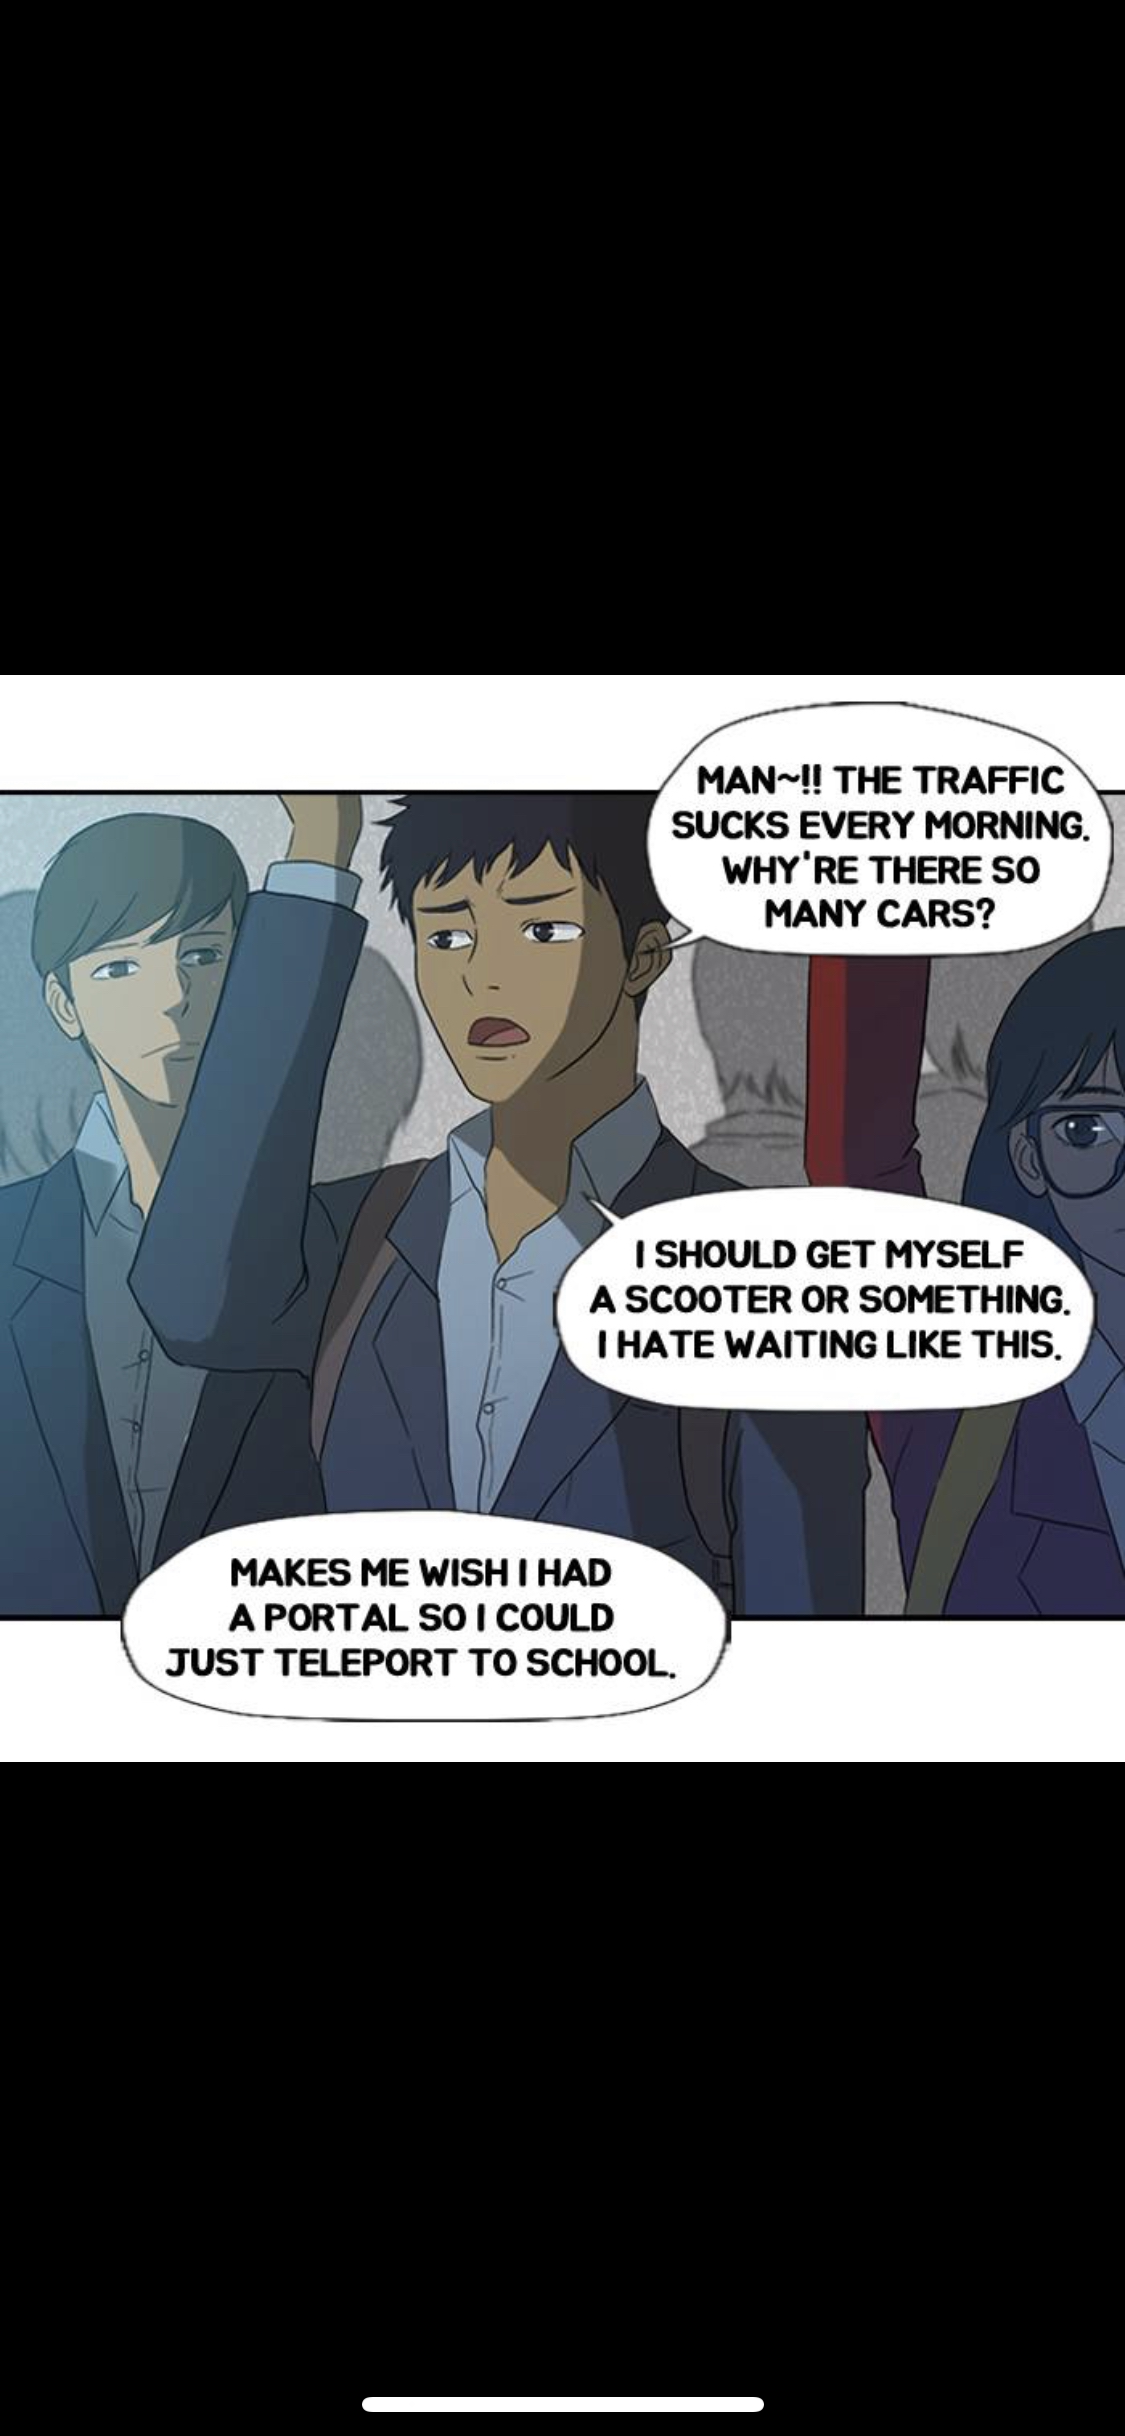 MAN~!! THE TRAFFIC
SUCKS EVERY MORNING.
WHY'RE THERE SO
MANY CARS?
I SHOULD GET MYSELF
A SCOOTER OR SOMETHING.
I HATE WAITING LIKE THIS.
MAKES ME WISH I HAD
A PORTAL SO I COULD
JUST TELEPORT TO SCHOOL.